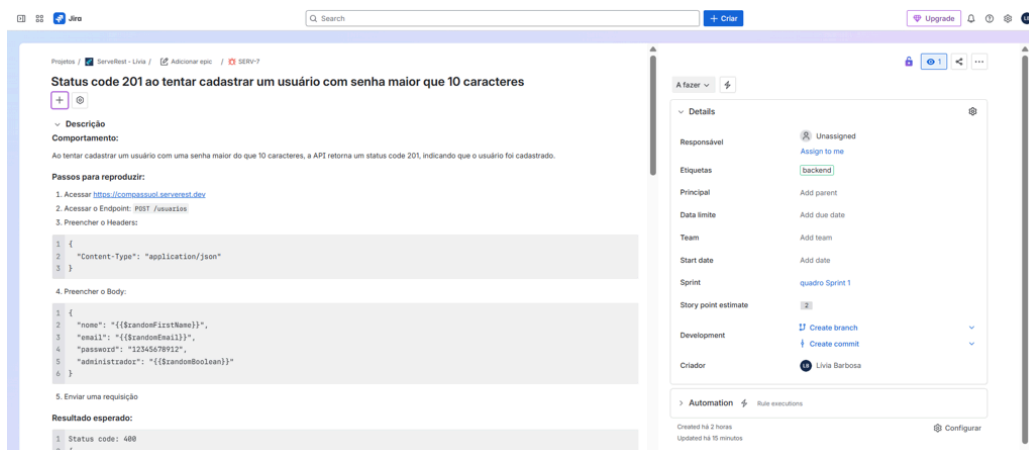 Jira
Search
+ Criar
Upgrade
Projetos / ServeRest - Livia / Adicionar epic / SERV-7
Status code 201 ao tentar cadastrar um usuário com senha maior que 10 caracteres
Descrição
Comportamento:
Ao tentar cadastrar um usuário com uma senha maior do que 10 caracteres, a API retorna um status code 201, indicando que o usuário foi cadastrado.
Passos para reproduzir:
1. Acessar https://compassuol.serverest.dev
2. Acessar o Endpoint: POST /usuarios
3. Preencher o Headers:
1 {
2 "Content-Type": "application/json"
3 }
4. Preencher o Body:
1 {
2 "nome": "{{$randomFirstName}}",
3 "email": "{{$randomEmail}}",
4 "password": "12345678912",
5 "administrador": "{{$randomBoolean}}"
6 }
5. Enviar uma requisição
Resultado esperado:
1 Status code: 400
1
A fazer
Details
Responsável Unassigned
Assign to me
Etiquetas backend
Principal Add parent
Data limite Add due date
Team Add team
Start date Add date
Sprint quadro Sprint 1
Story point estimate 2
Development Create branch
Create commit
Criador LB Livia Barbosa
Automation Rule executions
Created há 2 horas
Updated há 15 minutos
Configurar